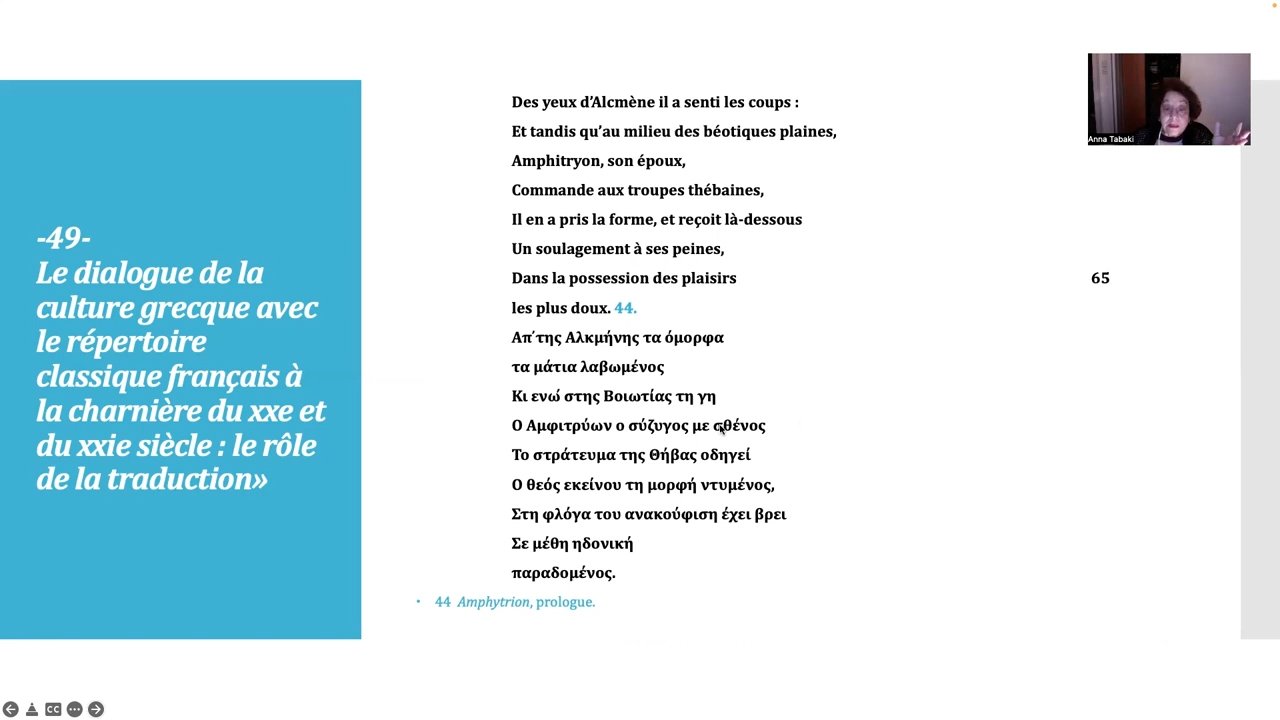 -49-
Le dialogue de la
culture grecque avec
le répertoire
classique français à
la charnière du xxe et
du xxie siècle : le rôle
de la traduction»
Des yeux d’Alcmène il a senti les coups :
Et tandis qu’au milieu des béotiques plaines,
Amphitryon, son époux,
Commande aux troupes thébaines,
Il en a pris la forme, et reçoit là-dessous
Un soulagement à ses peines,
Dans la possession des plaisirs 65
les plus doux. 44.
Απ΄της Αλκμήνης τα όμορφα
τα μάτια λαβωμένος
Κι ενώ στης Βοιωτίας τη γη
Ο Αμφιτρύων ο σύζυγος με σθένος
Το στράτευμα της Θήβας οδηγεί
Ο θεός εκείνου τη μορφή ντυμένος,
Στη φλόγα του ανακούφιση έχει βρει
Σε μέθη ηδονική
παραδομένος.
• 44 Amphytrion, prologue.
Anna Tabaki
CC